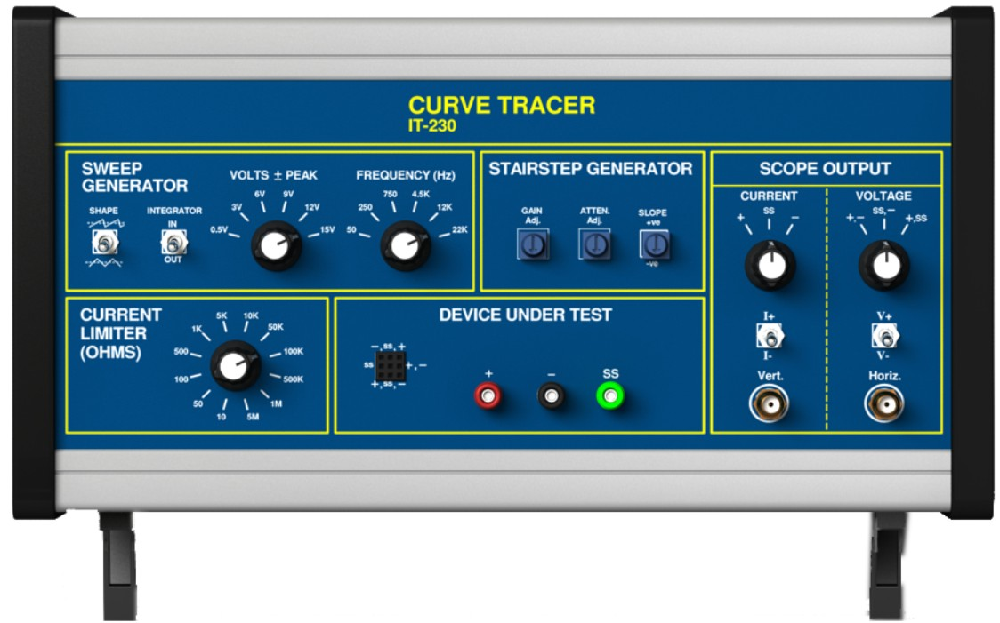 CURVE TRACER
IT-230
SWEEP
GENERATOR
VOLTS ± PEAK
FREQUENCY (Hz)
SHAPE
INTEGRATOR
IN
OUT
0.5V
3V
6V
9V
12V
15V
50
250
750
4.5K
12K
22K
STAIRSTEP GENERATOR
GAIN
Adj.
ATTEN.
Adj.
SLOPE
+ve
-ve
SCOPE OUTPUT
CURRENT
+
SS
−
I+
I-
Vert.
VOLTAGE
+,−
SS,−
+,SS
V+
V-
Horiz.
CURRENT
LIMITER
(OHMS)
10
50
100
500
1K
5K
10K
50K
100K
500K
1M
5M
DEVICE UNDER TEST
−,ss,+
ss
+,−
+,ss,−
+
−
SS